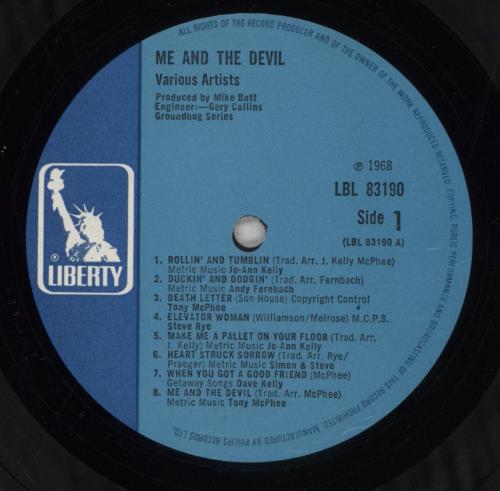 ALL RIGHTS OF THE RECORD PRODUCER AND OF THE OWNER OF THE WORK REPRODUCED RESERVED. COPYING, PUBLIC PERFORMANCE AND BROADCASTING OF THIS RECORD PROHIBITED. MANUFACTURED BY PHILIPS RECORDS LTD.
ME AND THE DEVIL
Various Artists
Produced by Mike Batt
Engineer:—Gery Collins
Groundhog Series
℗ 1968
LBL 83190
Side 1
(LBL 83190 A)
® LIBERTY
1. ROLLIN' AND TUMBLIN (Trad. Arr. J. Kelly McPhee)
Metric Music Jo-Ann Kelly
2. DUCKIN' AND DODGIN' (Trad. Arr. Fernbach)
Metric Music Andy Fernbach
3. DEATH LETTER (Son House) Copyright Control
Tony McPhee
4. ELEVATOR WOMAN (Williamson/Melrose) M.C.P.S.
Steve Rye
5. MAKE ME A PALLET ON YOUR FLOOR (Trad. Arr.
J. Kelly) Metric Music Jo-Ann Kelly
6. HEART STRUCK SORROW (Trad. Arr. Rye/
Praeger) Metric Music Simon & Steve
7. WHEN YOU GOT A GOOD FRIEND (McPhee)
Getaway Songs Dave Kelly
8. ME AND THE DEVIL (Trad. Arr. McPhee)
Metric Music Tony McPhee